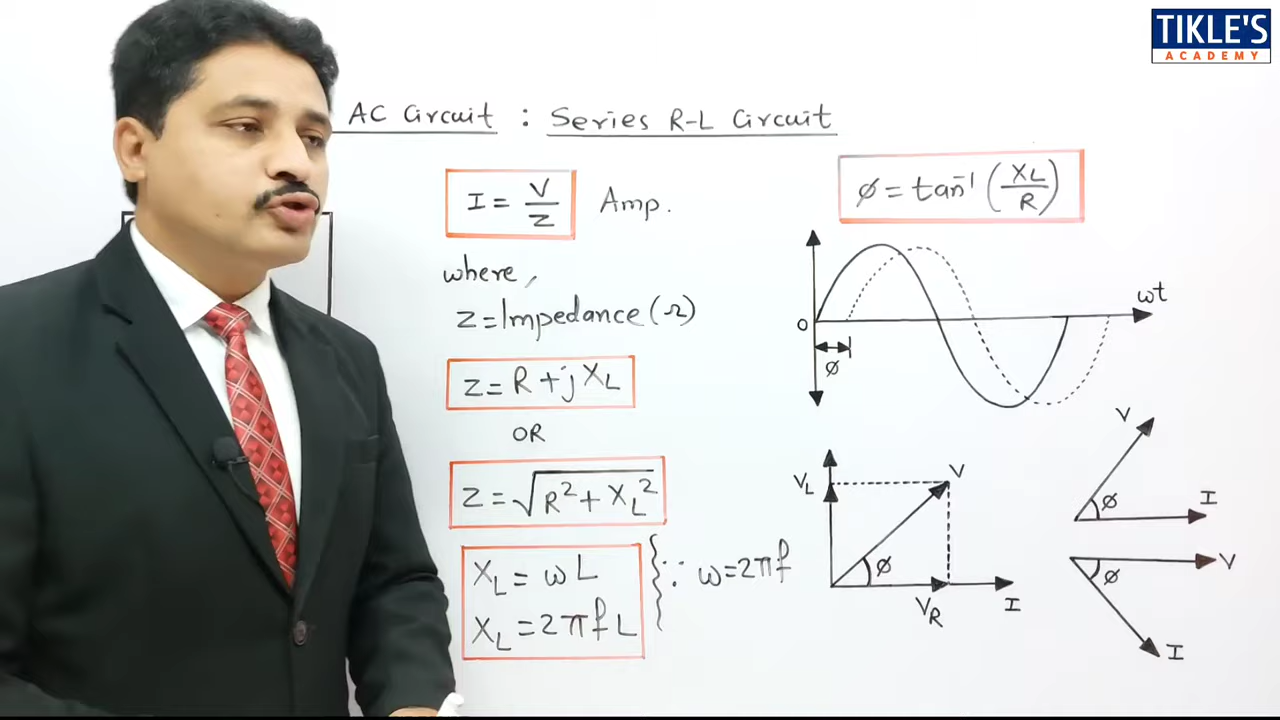 TIKLE'S
ACADEMY
AC Circuit : Series R-L Circuit
I = V/Z Amp.
where,
Z = Impedance (Ω)
Z = R + j XL
OR
Z = √(R² + XL²)
XL = ωL
XL = 2πfL
∵ ω = 2πf
ø = tan⁻¹ (XL/R)
0
ωt
ø
VL
V
ø
VR
I
V
ø
I
V
ø
I